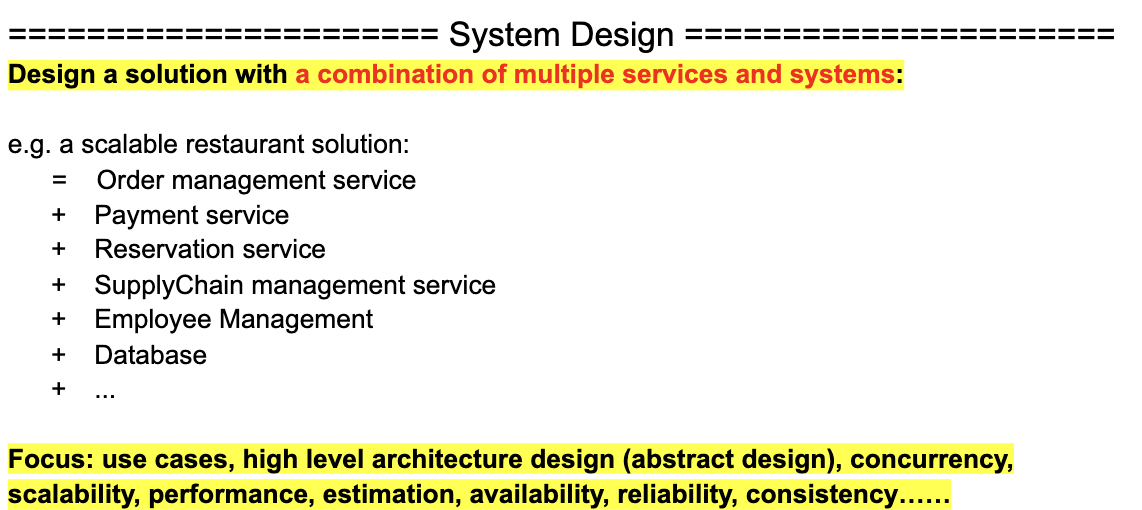 ====================== System Design ======================
Design a solution with a combination of multiple services and systems:
e.g. a scalable restaurant solution:
= Order management service
+ Payment service
+ Reservation service
+ SupplyChain management service
+ Employee Management
+ Database
+ ...
Focus: use cases, high level architecture design (abstract design), concurrency,
scalability, performance, estimation, availability, reliability, consistency……